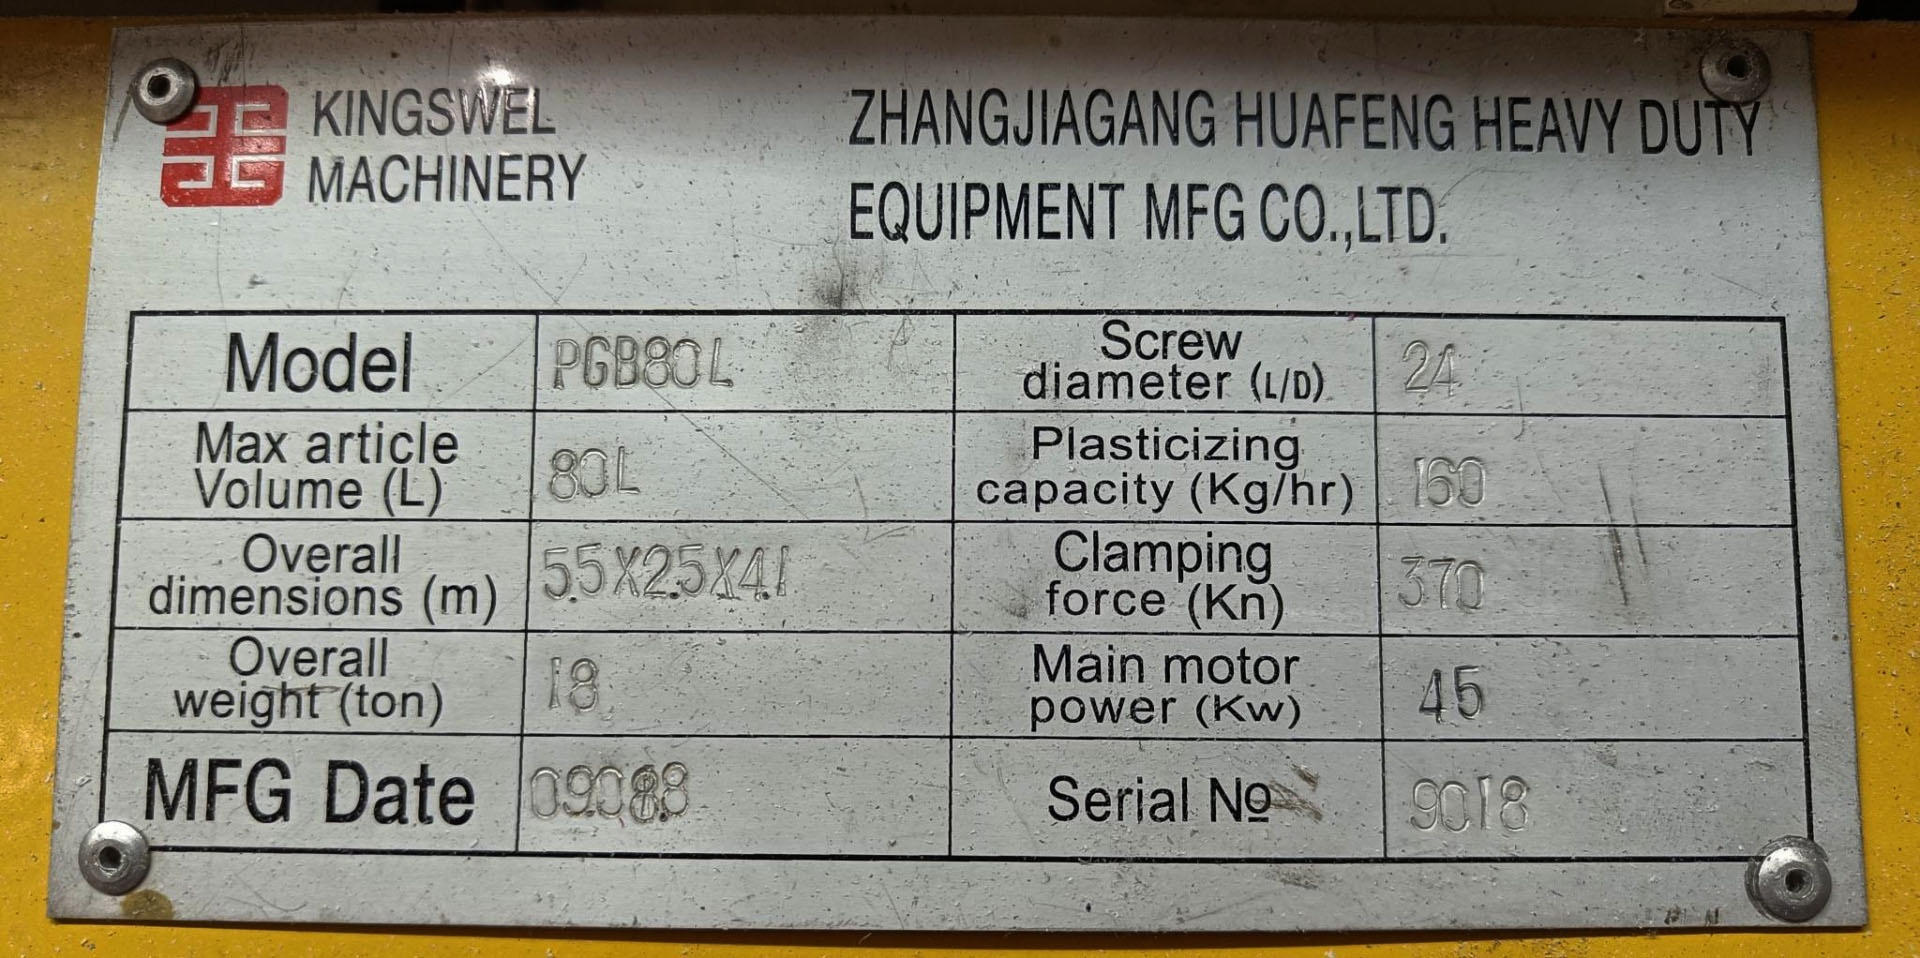 KINGSWEL
MACHINERY
ZHANGJIAGANG HUAFENG HEAVY DUTY
EQUIPMENT MFG CO.,LTD.
Model PGB80L
Screw
diameter (L/D) 24
Max article
Volume (L) 80L
Plasticizing
capacity (Kg/hr) 160
Overall
dimensions (m) 5.5X2.5X4.1
Clamping
force (Kn) 370
Overall
weight (ton) 18
Main motor
power (Kw) 45
MFG Date
Serial № 9018